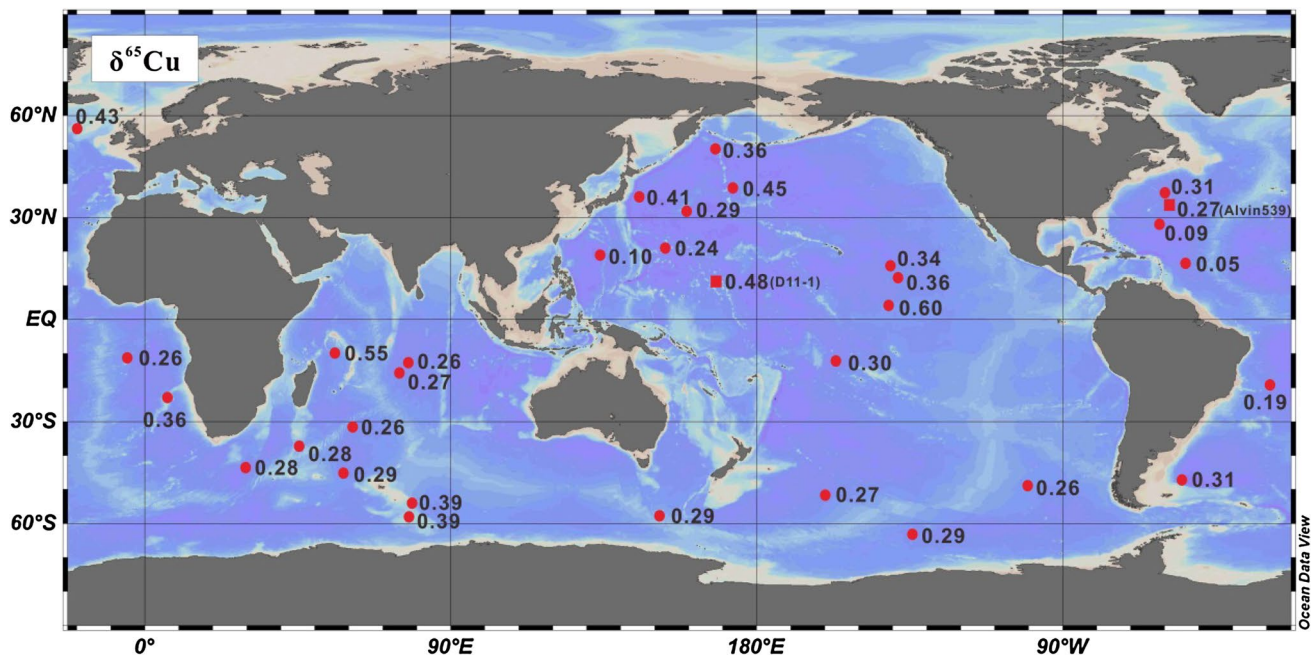 δ⁶⁵Cu
60°N
0.43
0.36
0.45
0.41
0.31
30°N
0.29
0.27(Alvin539)
0.09
0.24
0.10
0.34
0.05
0.36
0.48(D11-1)
0.60
EQ
0.55
0.26
0.26
0.27
0.30
0.19
0.36
30°S
0.26
0.28
0.28
0.29
0.27
0.26
0.31
0.39
0.39
0.29
60°S
0.29
Ocean Data View
0°
90°E
180°E
90°W